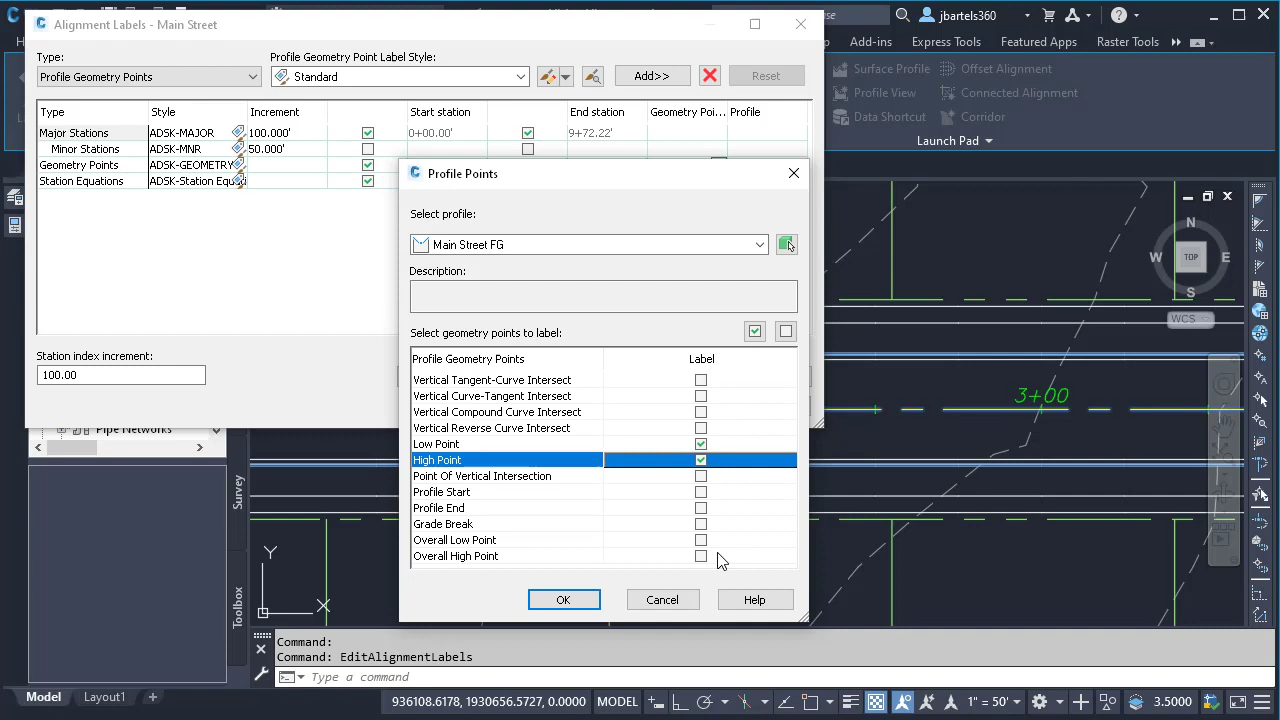 Alignment Labels - Main Street
jbartels360
Add-ins Express Tools Featured Apps Raster Tools
Type:
Profile Geometry Point Label Style:
Profile Geometry Points
Standard
Add>>
Reset
Surface Profile Offset Alignment
Profile View Connected Alignment
Data Shortcut Corridor
Launch Pad
Type Style Increment Start station End station Geometry Poi... Profile
Major Stations ADSK-MAJOR 100.000' 0+00.00' 9+72.22'
Minor Stations ADSK-MNR 50.000'
Geometry Points ADSK-GEOMETRY
Station Equations ADSK-Station Equ
Profile Points
Select profile:
Main Street FG
Description:
Select geometry points to label:
Profile Geometry Points Label
Vertical Tangent-Curve Intersect
Vertical Curve-Tangent Intersect
Vertical Compound Curve Intersect
Vertical Reverse Curve Intersect
Low Point
High Point
Point Of Vertical Intersection
Profile Start
Profile End
Grade Break
Overall Low Point
Overall High Point
OK Cancel Help
Station index increment:
100.00
Pipe Networks
Survey
Toolbox
N
W TOP E
S
WCS
3+00
Y
X
Command:
Command: EditAlignmentLabels
Type a command
Model Layout1 +
936108.6178, 1930656.5727, 0.0000 MODEL 1" = 50' 3.5000